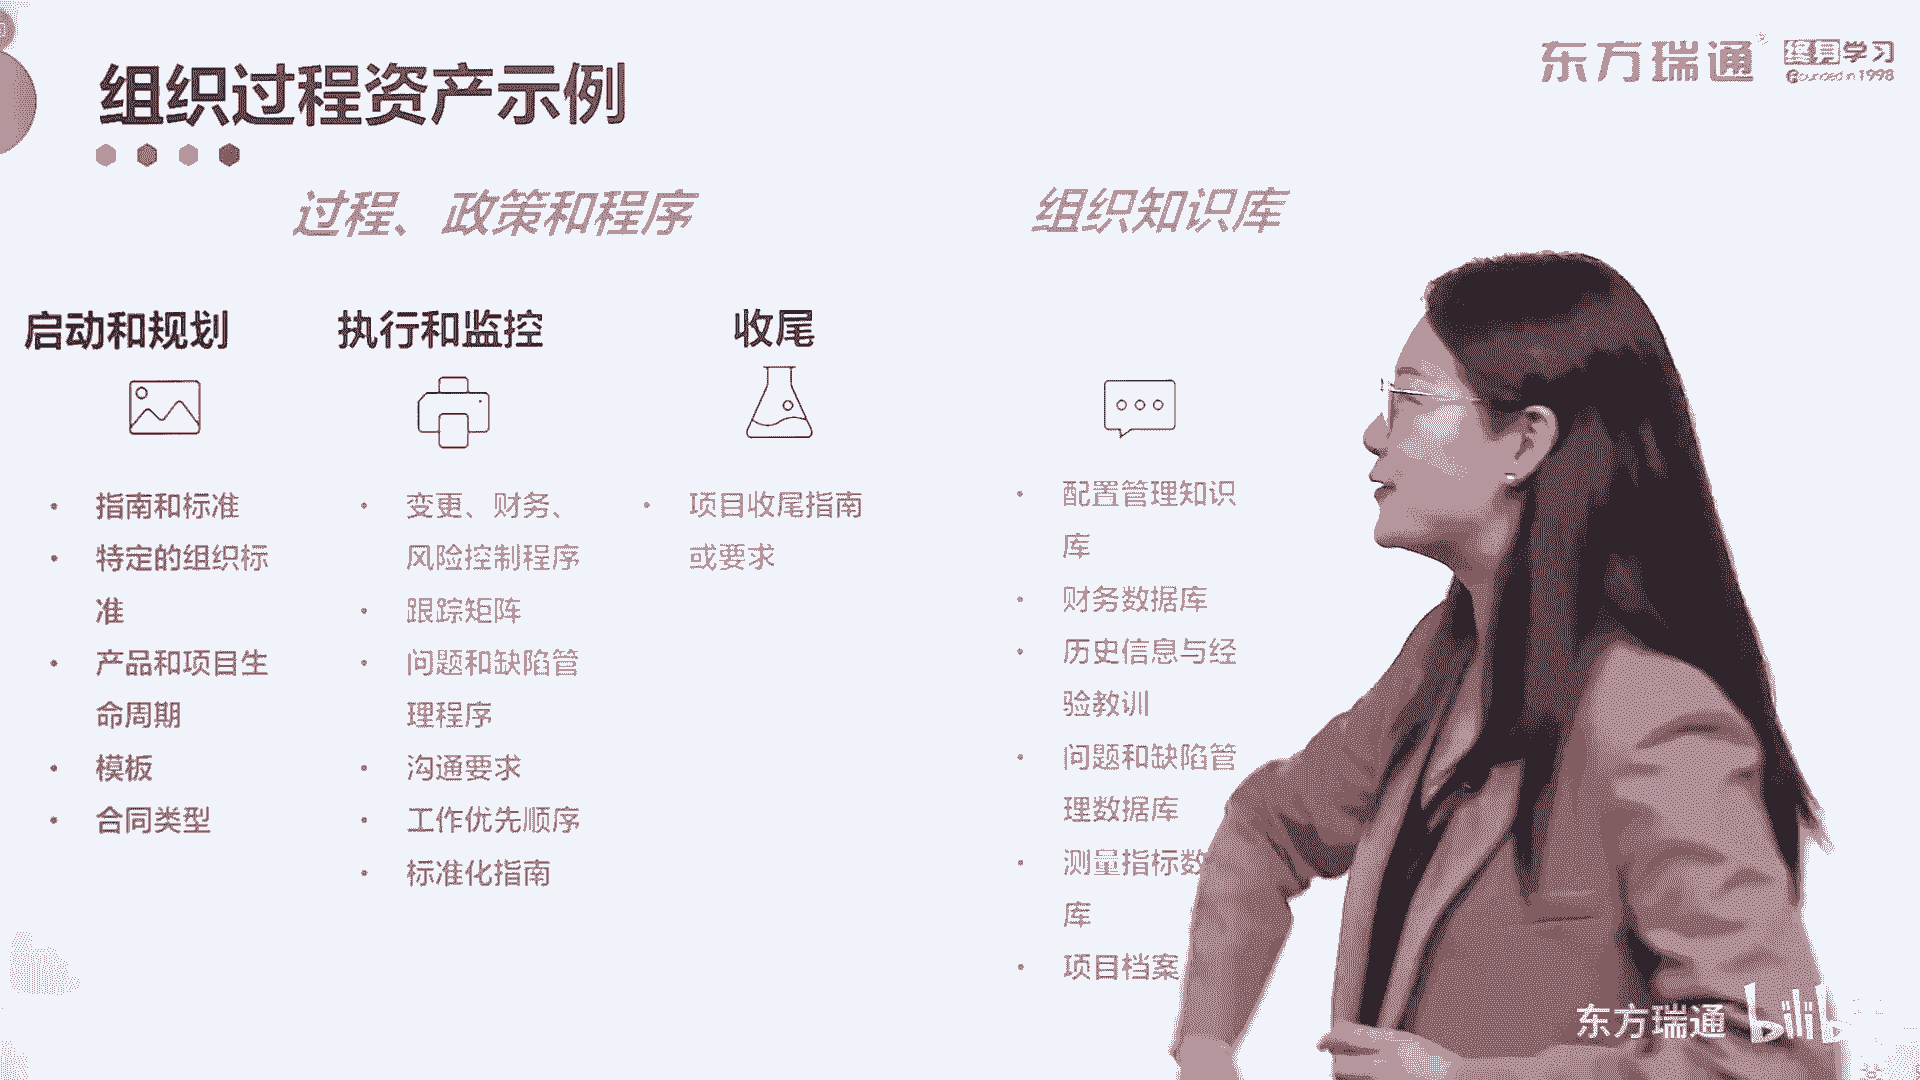 组织过程资产示例
东方瑞通
终身学习
Founded in 1998
过程、政策和程序
组织知识库
启动和规划
执行和监控
收尾
指南和标准
特定的组织标
准
产品和项目生
命周期
模板
合同类型
变更、财务、
风险控制程序
跟踪矩阵
问题和缺陷管
理程序
沟通要求
工作优先顺序
标准化指南
项目收尾指南
或要求
配置管理知识
库
财务数据库
历史信息与经
验教训
问题和缺陷管
理数据库
测量指标数
库
项目档案
东方瑞通